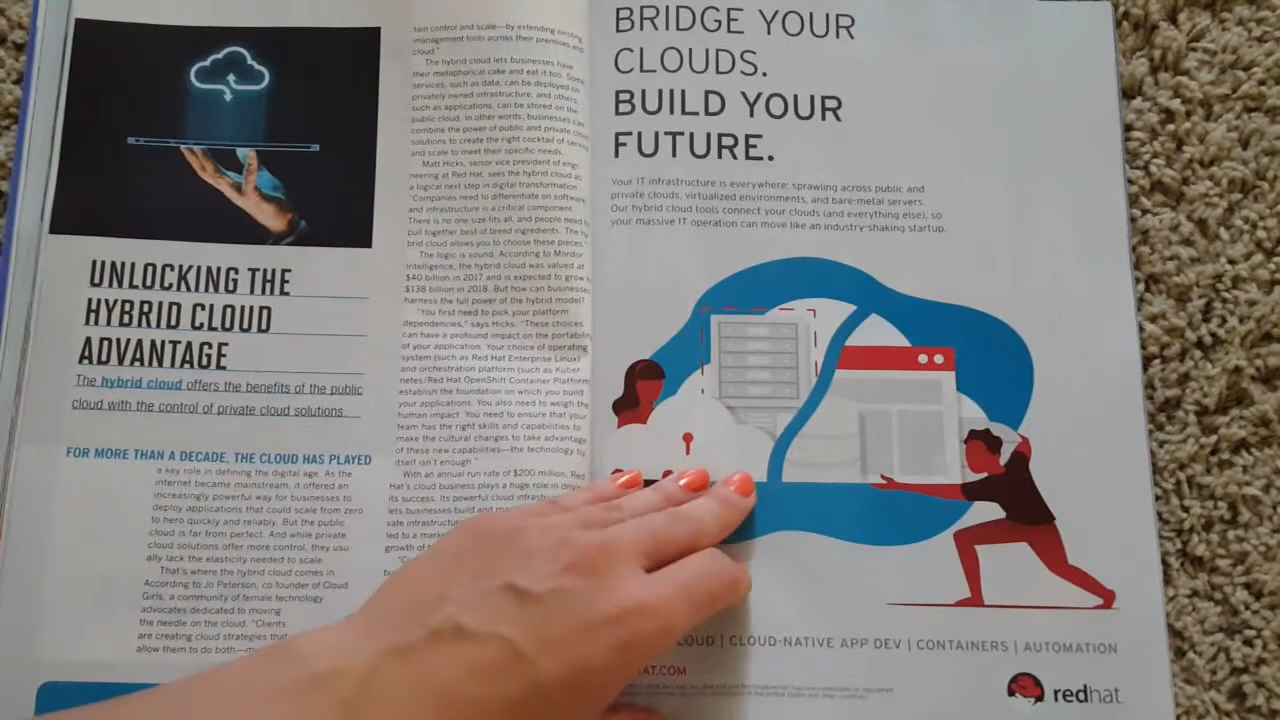 UNLOCKING THE
HYBRID CLOUD
ADVANTAGE
The hybrid cloud offers the benefits of the public
cloud with the control of private cloud solutions.
FOR MORE THAN A DECADE, THE CLOUD HAS PLAYED
a key role in defining the digital age. As the
internet became mainstream, it offered an
increasingly powerful way for businesses to
deploy applications that could scale from zero
to hero quickly and reliably. But the public
cloud is far from perfect. And while private
cloud solutions offer more control, they usu-
ally lack the elasticity needed to scale.
That's where the hybrid cloud comes in.
According to Jo Peterson, co-founder of Cloud
Girls, a community of female technology
advocates dedicated to moving
the needle on the cloud. "Clients
are creating cloud strategies that
allow them to do both—
tain control and scale—by extending existing
management tools across their premises and
cloud."
The hybrid cloud lets businesses have
their metaphorical cake and eat it too. Some
services, such as data, can be deployed on
privately owned infrastructure, and others,
such as applications, can be stored on the
public cloud. In other words, businesses can
combine the power of public and private cloud
solutions to create the right cocktail of service
and scale to meet their specific needs.
Matt Hicks, senior vice president of engi
neering at Red Hat, sees the hybrid cloud as
a logical next step in digital transformation.
"Companies need to differentiate on software
and infrastructure is a critical component.
There is no one size fits all, and people need to
pull together best of breed ingredients. The hy
brid cloud allows you to choose these pieces."
The logic is sound. According to Mordor
Intelligence, the hybrid cloud was valued at
$40 billion in 2017 and is expected to grow
$138 billion in 2018. But how can businesses
harness the full power of the hybrid model?
"You first need to pick your platform
dependencies," says Hicks. "These choices
can have a profound impact on the portabili
of your application. Your choice of operating
system (such as Red Hat Enterprise Linux)
and orchestration platform (such as Kuber
netes/Red Hat OpenShift Container Platform
establish the foundation on which you build
your applications. You also need to weigh the
human impact. You need to ensure that your
team has the right skills and capabilities to
make the cultural changes to take advantage
of these new capabilities—the technology by
itself isn't enough."
With an annual run rate of $200 million, Red
Hat's cloud business plays a huge role in
its success. Its powerful cloud infrastruc
lets businesses build and
vate infrastructu
led to a mark
growth of
BRIDGE YOUR
CLOUDS.
BUILD YOUR
FUTURE.
Your IT infrastructure is everywhere: sprawling across public and
private clouds, virtualized environments, and bare-metal servers.
Our hybrid cloud tools connect your clouds (and everything else), so
your massive IT operation can move like an industry-shaking startup.
LOUD | CLOUD-NATIVE APP DEV | CONTAINERS | AUTOMATION
AT.COM
redhat